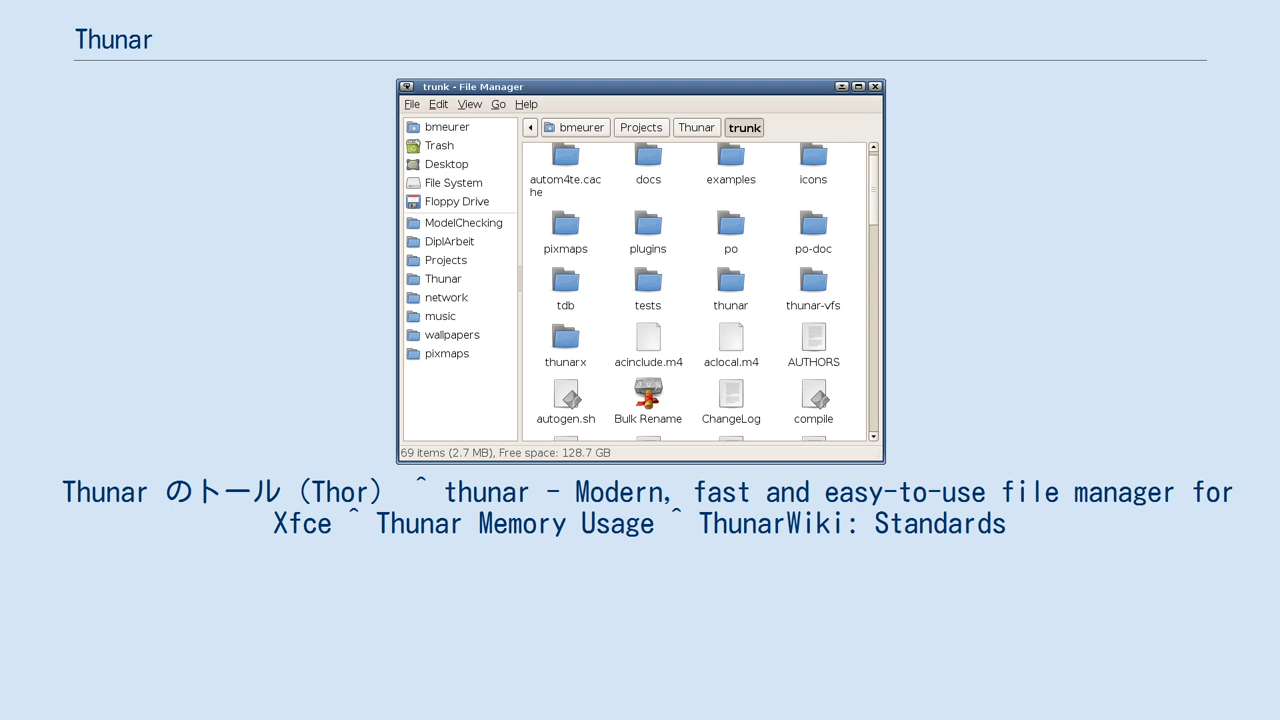 Thunar
trunk - File Manager
File Edit View Go Help
bmeurer Projects Thunar trunk
bmeurer
Trash
Desktop
File System
Floppy Drive
ModelChecking
DiplArbeit
Projects
Thunar
network
music
wallpapers
pixmaps
autom4te.cac
he
docs examples icons
pixmaps plugins po po-doc
tdb tests thunar thunar-vfs
thunarx acinclude.m4 aclocal.m4 AUTHORS
autogen.sh Bulk Rename ChangeLog compile
69 items (2.7 MB), Free space: 128.7 GB
Thunar のトール (Thor) ^ thunar - Modern, fast and easy-to-use file manager for
Xfce ^ Thunar Memory Usage ^ ThunarWiki: Standards